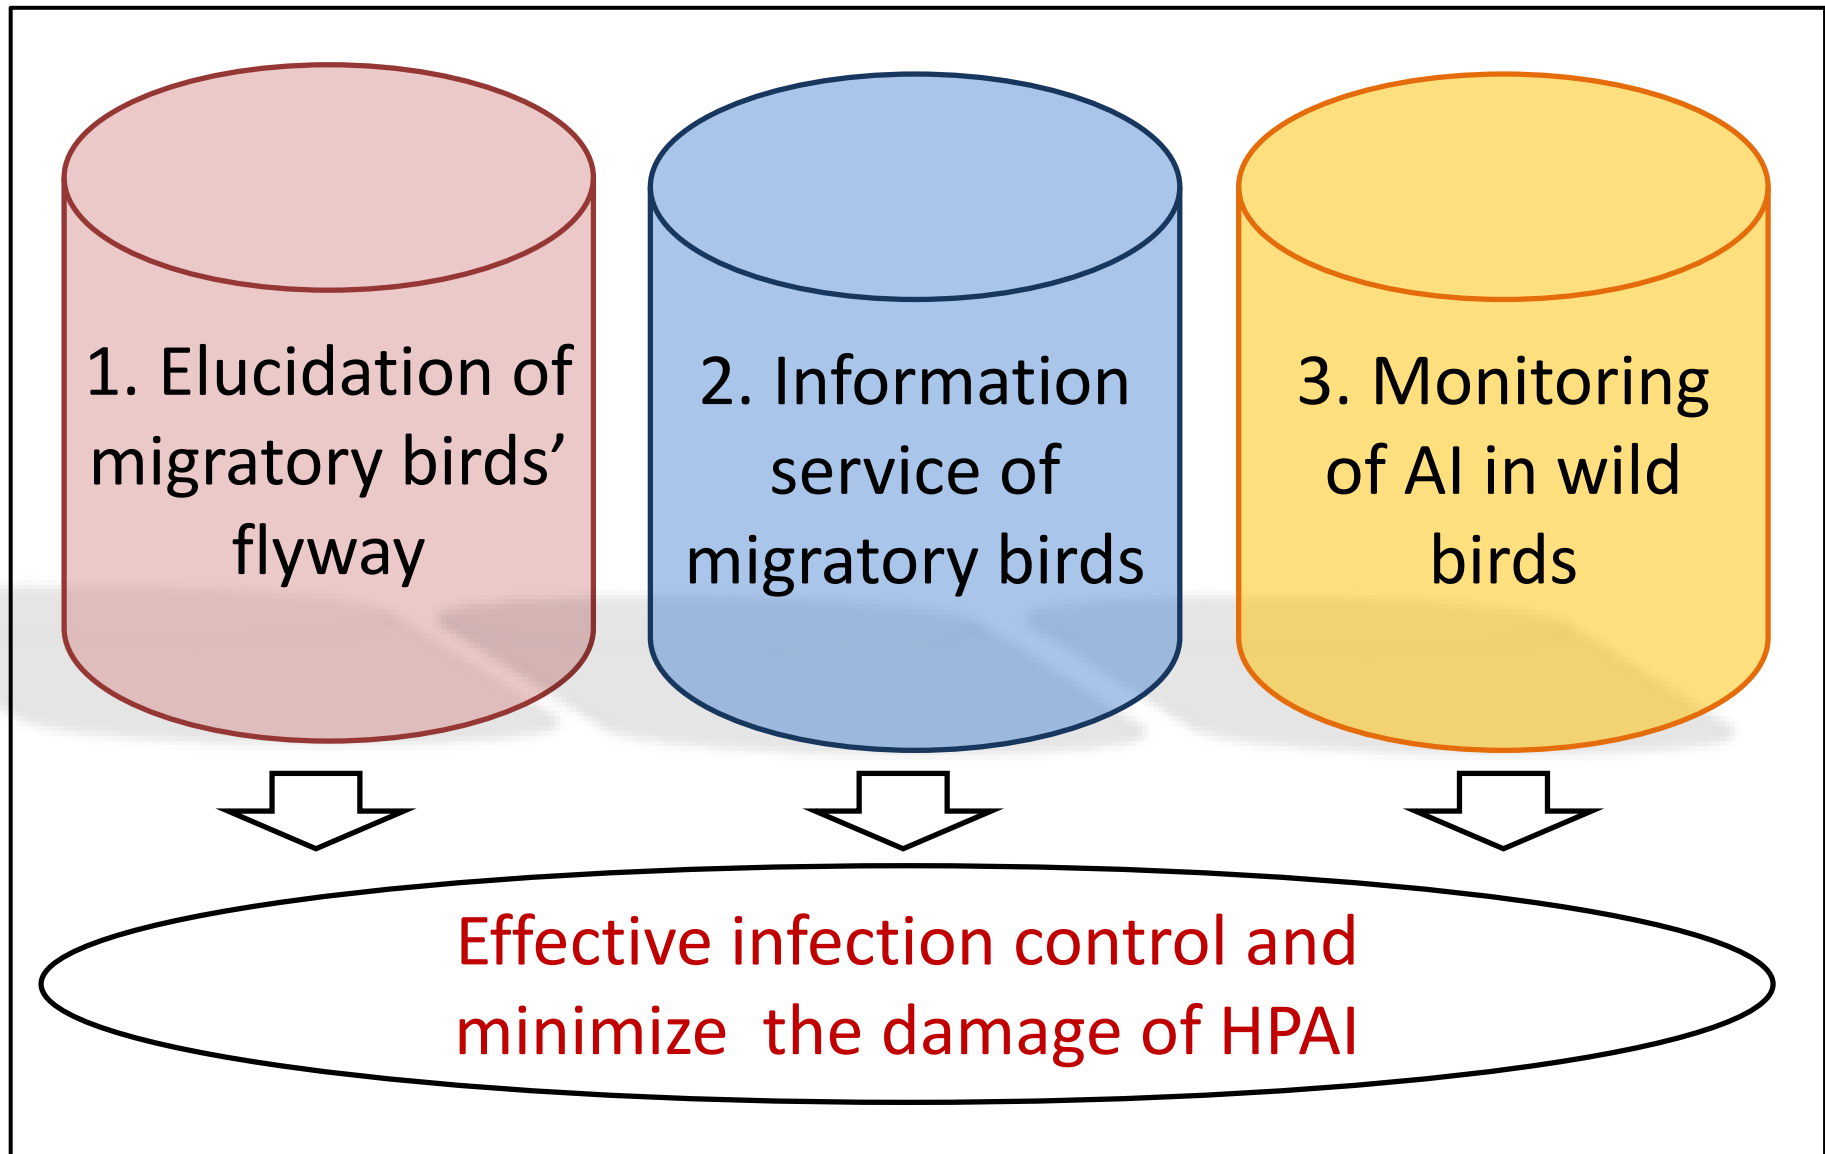 1. Elucidation of
migratory birds’
flyway
2. Information
service of
migratory birds
3. Monitoring
of AI in wild
birds
Effective infection control and
minimize  the damage of HPAI